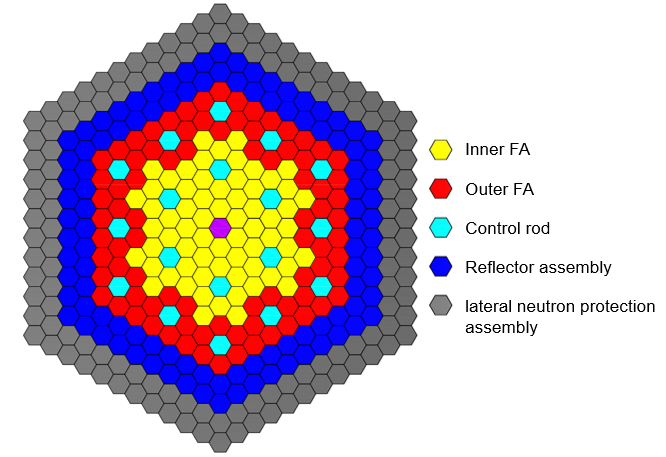 Inner FA
Outer FA
Control rod
Reflector assembly
lateral neutron protection
assembly